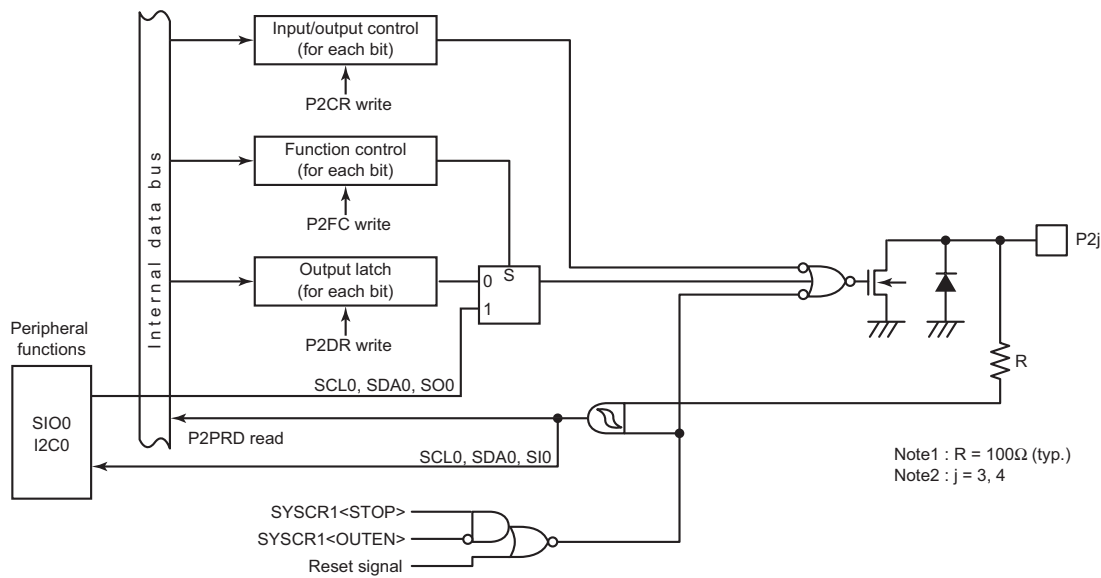 Input/output control
(for each bit)
P2CR write
Function control
(for each bit)
P2FC write
Internal data bus
Output latch
(for each bit)
P2DR write
0
S
1
P2j
R
Peripheral
functions
SIO0
I2C0
SCL0, SDA0, SO0
P2PRD read
SCL0, SDA0, SI0
Note1 : R = 100Ω (typ.)
Note2 : j = 3, 4
SYSCR1<STOP>
SYSCR1<OUTEN>
Reset signal